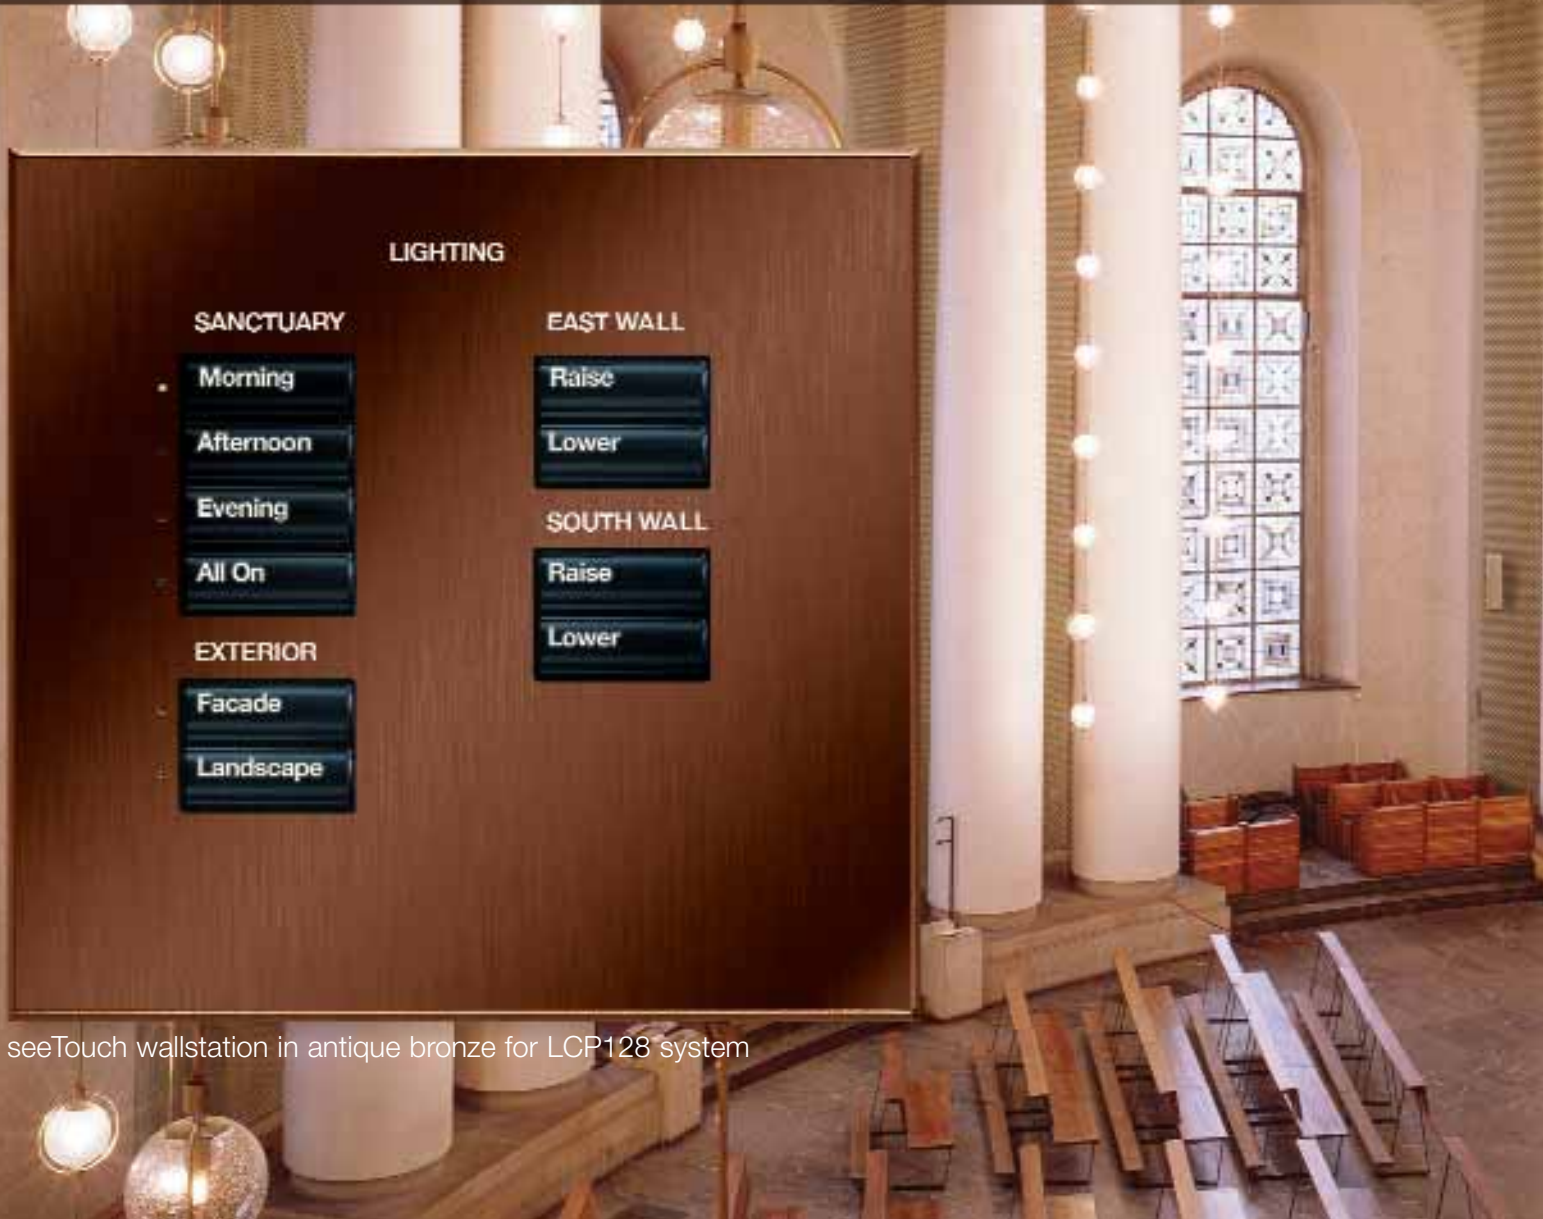 LIGHTING
SANCTUARY
Morning
Afternoon
Evening
All On
EXTERIOR
Facade
Landscape
EAST WALL
Raise
Lower
SOUTH WALL
Raise
Lower
seeTouch wallstation in antique bronze for LCP128 system